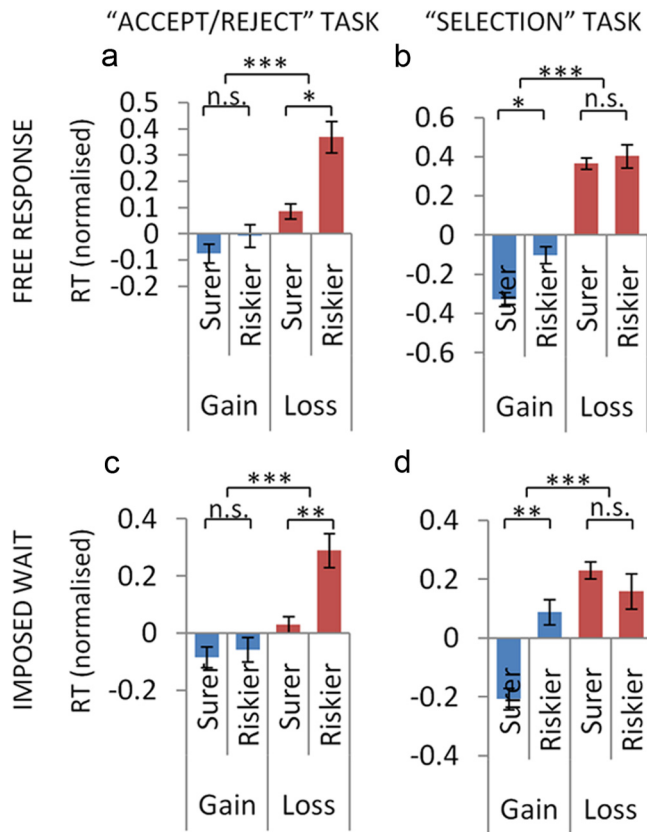 "ACCEPT/REJECT" TASK
"SELECTION" TASK
FREE RESPONSE
a
RT (normalised)
0.5
0.4
0.3
0.2
0.1
0
-0.1
-0.2
***
n.s.
*
Surer
Riskier
Surer
Riskier
Gain
Loss
b
0.6
0.4
0.2
0
-0.2
-0.4
-0.6
***
*
n.s.
Surer
Riskier
Surer
Riskier
Gain
Loss
IMPOSED WAIT
c
RT (normalised)
0.4
0.2
0
-0.2
***
n.s.
**
Surer
Riskier
Surer
Riskier
Gain
Loss
d
0.4
0.2
0
-0.2
-0.4
***
**
n.s.
Surer
Riskier
Surer
Riskier
Gain
Loss